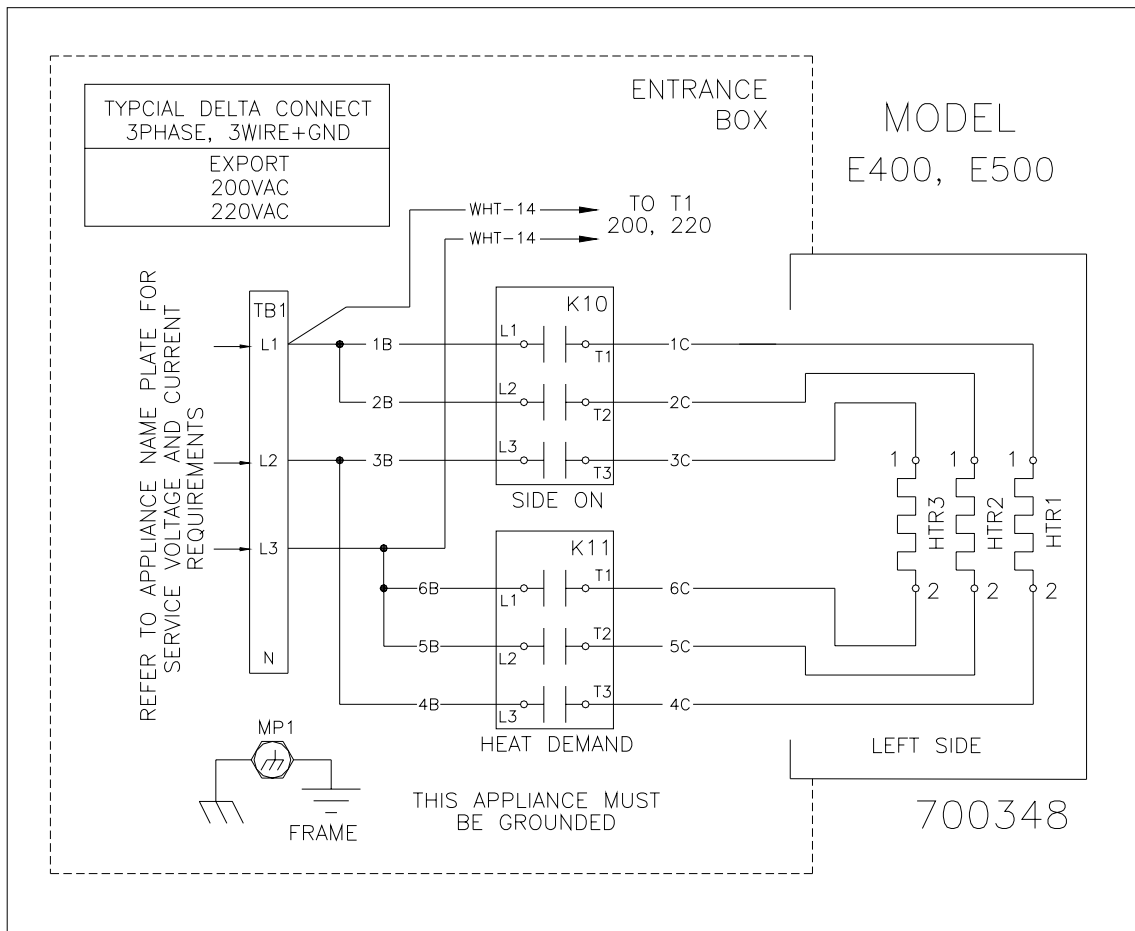 TYPCIAL DELTA CONNECT
3PHASE, 3WIRE+GND
EXPORT
200VAC
220VAC
ENTRANCE
BOX
MODEL
E400, E500
WHT-14
WHT-14
TO T1
200, 220
REFER TO APPLIANCE NAME PLATE FOR
SERVICE VOLTAGE AND CURRENT
REQUIREMENTS
TB1
L1
L2
L3
N
1B
2B
3B
6B
5B
4B
K10
L1
T1
L2
T2
L3
T3
SIDE ON
K11
T1
L1
T2
L2
T3
L3
HEAT DEMAND
1C
2C
3C
6C
5C
4C
1
1
1
HTR3
HTR2
HTR1
2
2
2
LEFT SIDE
MP1
FRAME
THIS APPLIANCE MUST
BE GROUNDED
700348